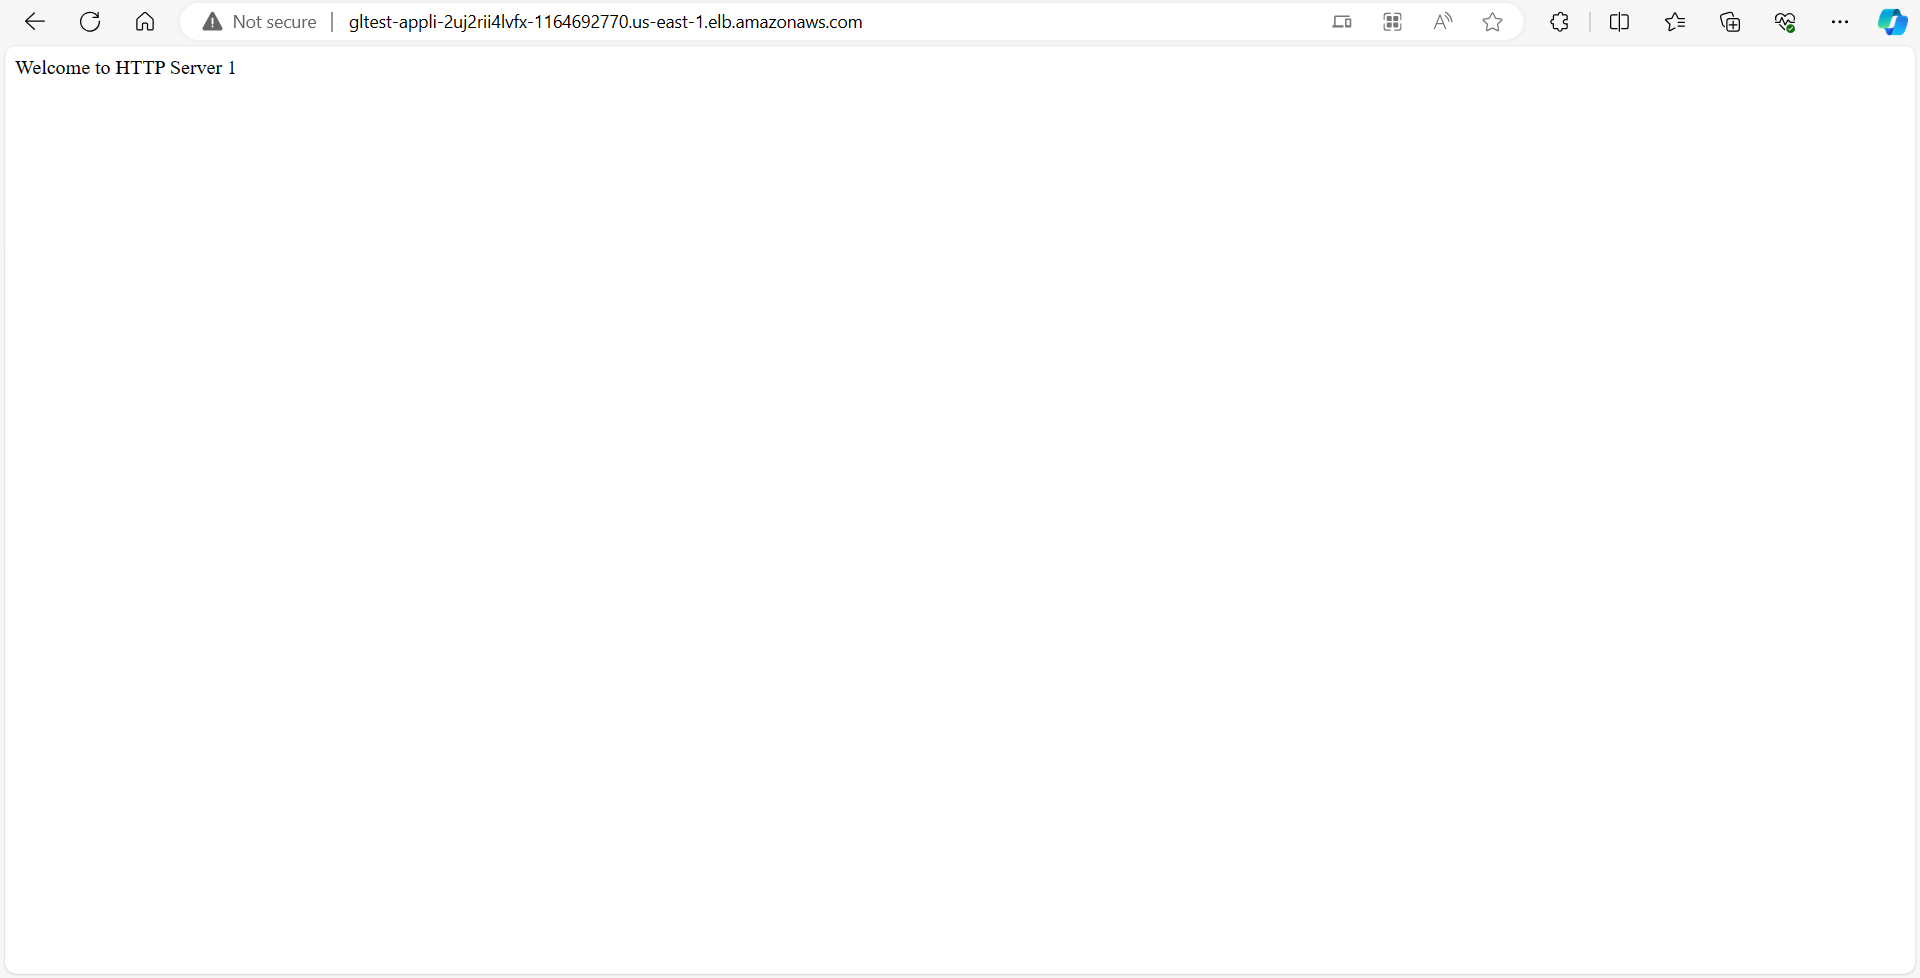 Not secure
gltest-appli-2uj2rii4lvfx-1164692770.us-east-1.elb.amazonaws.com
Welcome to HTTP Server 1